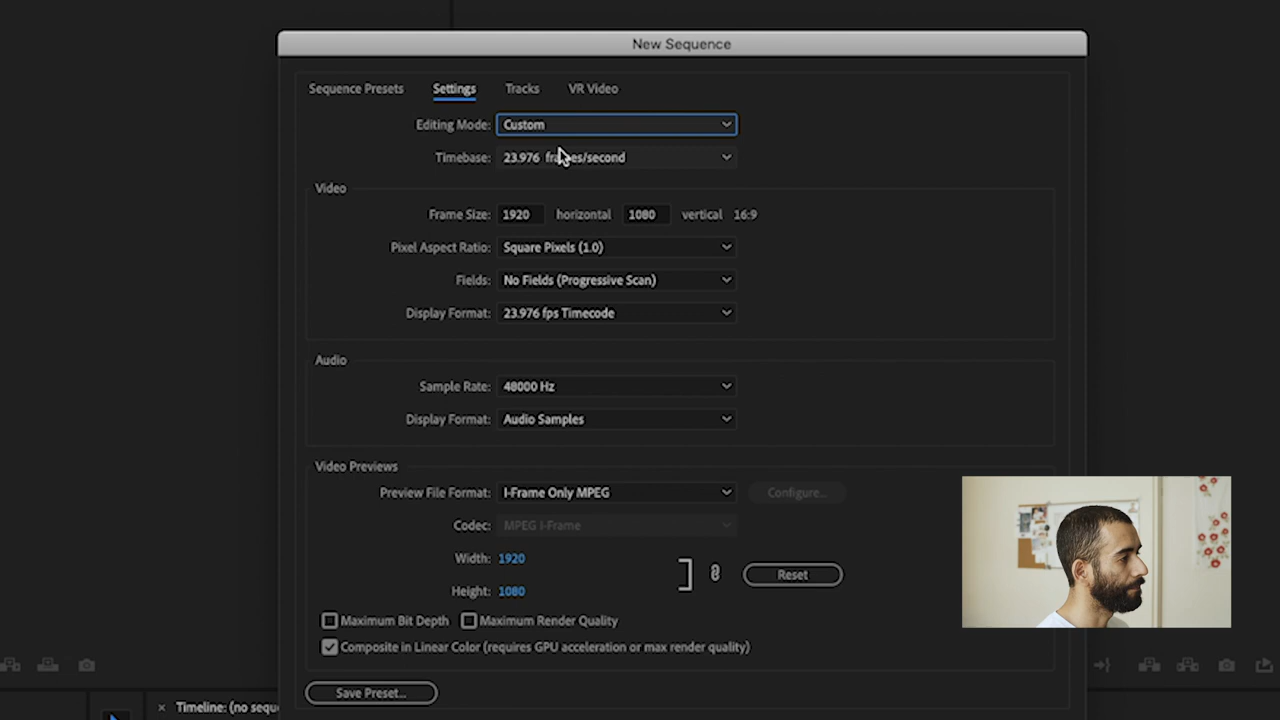 New Sequence
Sequence Presets Settings Tracks VR Video
Editing Mode: Custom
Timebase: 23.976 frames/second
Video
Frame Size: 1920 horizontal 1080 vertical 16:9
Pixel Aspect Ratio: Square Pixels (1.0)
Fields: No Fields (Progressive Scan)
Display Format: 23.976 fps Timecode
Audio
Sample Rate: 48000 Hz
Display Format: Audio Samples
Video Previews
Preview File Format: I-Frame Only MPEG Configure...
Codec: MPEG I-Frame
Width: 1920
Height: 1080
Reset
Maximum Bit Depth Maximum Render Quality
Composite in Linear Color (requires GPU acceleration or max render quality)
Save Preset...
× Timeline: (no sequ